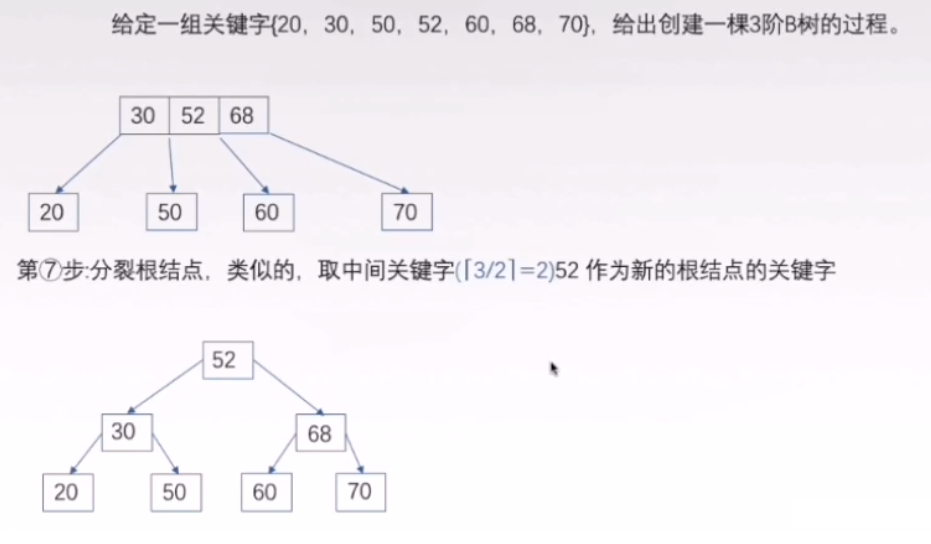 给定一组关键字{20，30，50，52，60，68，70}，给出创建一棵3阶B树的过程。
30 52 68
20 50 60 70
第⑦步:分裂根结点，类似的，取中间关键字(⌈3/2⌉=2)52 作为新的根结点的关键字
52
30 68
20 50 60 70